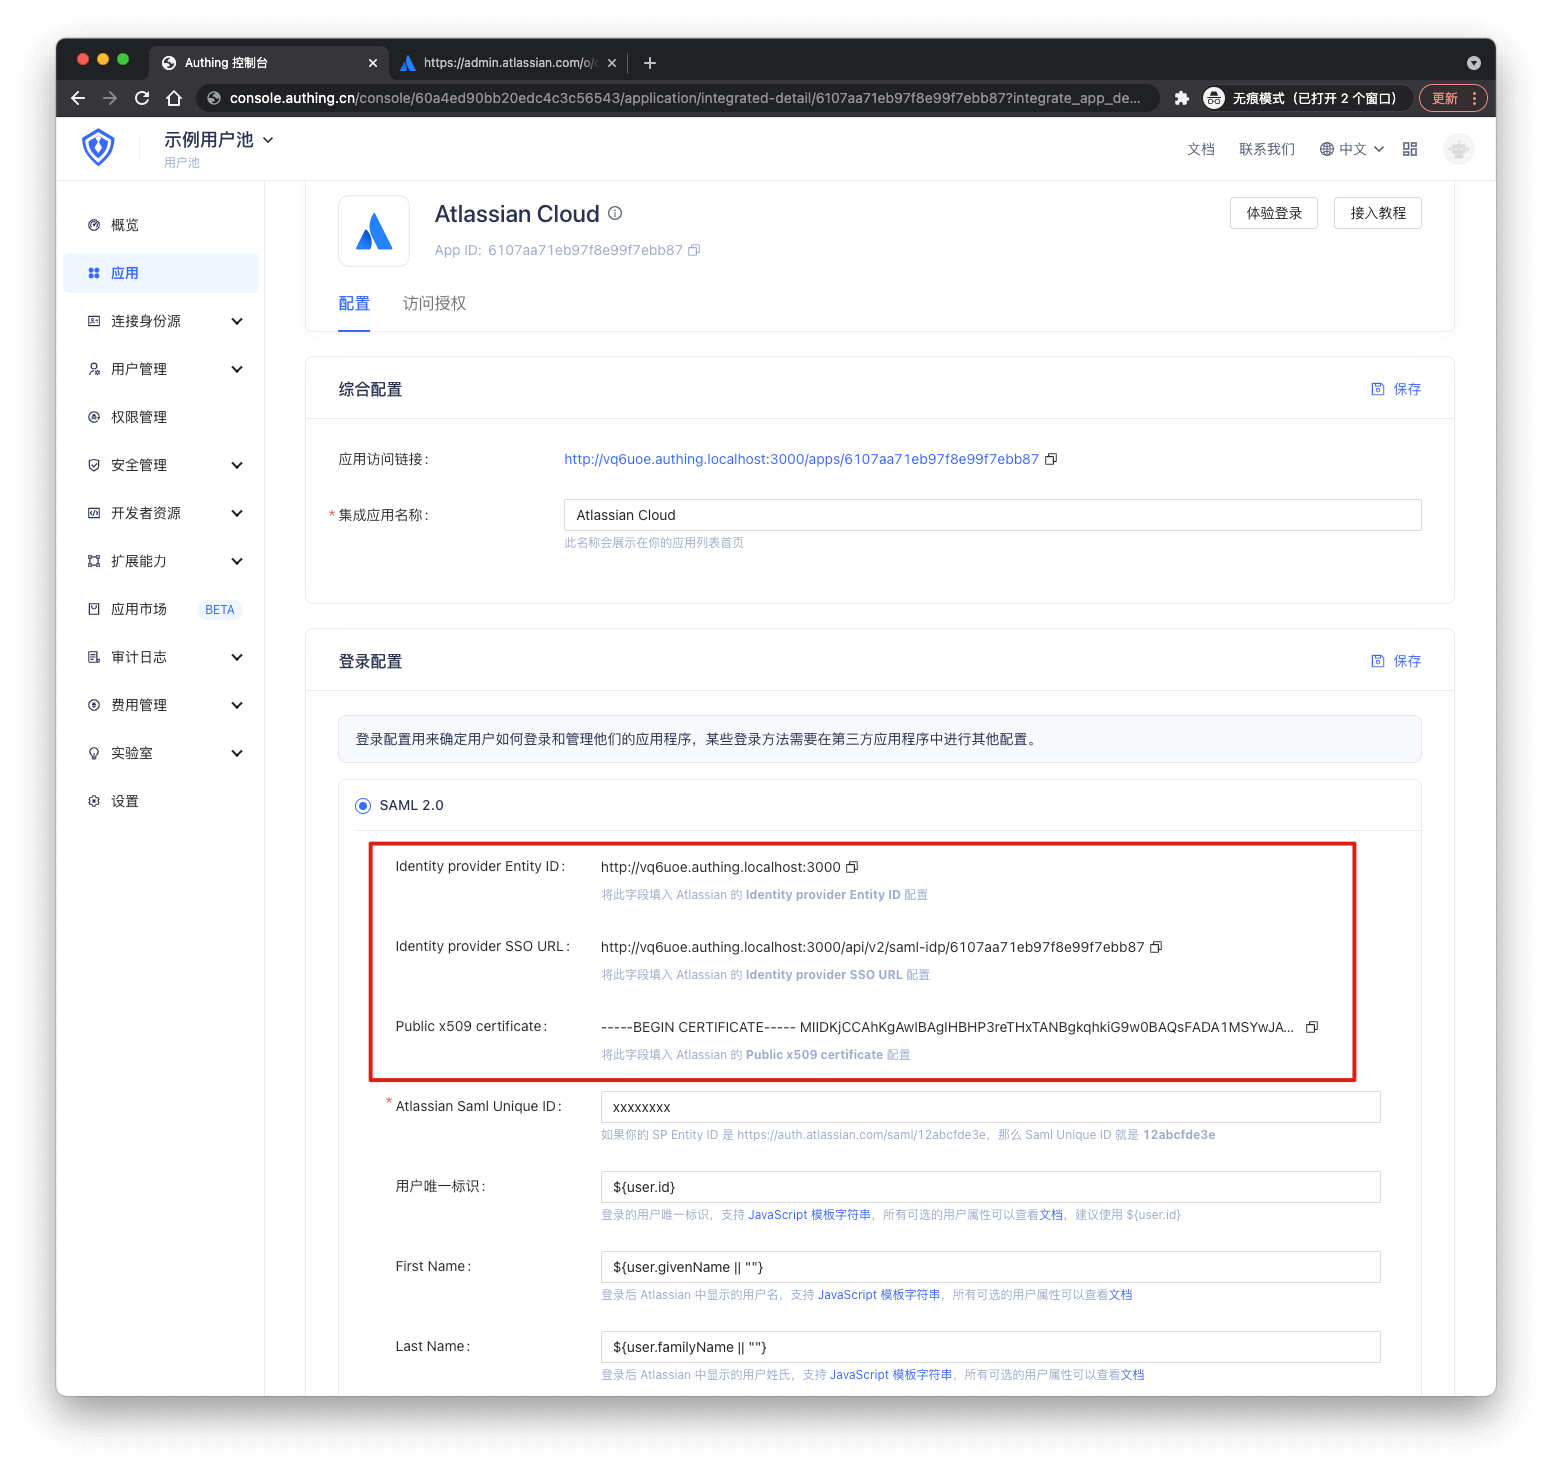 Authing 控制台
https://admin.atlassian.com/o/
console.authing.cn/console/60a4ed90bb20edc4c3c56543/application/integrated-detail/6107aa71eb97f8e99f7ebb87?integrate_app_de...
无痕模式（已打开 2 个窗口）
更新
示例用户池
用户池
文档
联系我们
中文
概览
应用
连接身份源
用户管理
权限管理
安全管理
开发者资源
扩展能力
应用市场 BETA
审计日志
费用管理
实验室
设置
Atlassian Cloud
App ID: 6107aa71eb97f8e99f7ebb87
体验登录
接入教程
配置
访问授权
综合配置
保存
应用访问链接: http://vq6uoe.authing.localhost:3000/apps/6107aa71eb97f8e99f7ebb87
* 集成应用名称: Atlassian Cloud
此名称会展示在你的应用列表首页
登录配置
保存
登录配置用来确定用户如何登录和管理他们的应用程序，某些登录方法需要在第三方应用程序中进行其他配置。
SAML 2.0
Identity provider Entity ID: http://vq6uoe.authing.localhost:3000
将此字段填入 Atlassian 的 Identity provider Entity ID 配置
Identity provider SSO URL: http://vq6uoe.authing.localhost:3000/api/v2/saml-idp/6107aa71eb97f8e99f7ebb87
将此字段填入 Atlassian 的 Identity provider SSO URL 配置
Public x509 certificate: -----BEGIN CERTIFICATE----- MIIDKjCCAhKgAwIBAgIHBHP3reTHxTANBgkqhkiG9w0BAQsFADA1MSYwJA...
将此字段填入 Atlassian 的 Public x509 certificate 配置
* Atlassian Saml Unique ID: xxxxxxxx
如果你的 SP Entity ID 是 https://auth.atlassian.com/saml/12abcfde3e，那么 Saml Unique ID 就是 12abcfde3e
用户唯一标识: ${user.id}
登录的用户唯一标识，支持 JavaScript 模板字符串，所有可选的用户属性可以查看文档，建议使用 ${user.id}
First Name: ${user.givenName || ""}
登录后 Atlassian 中显示的用户名，支持 JavaScript 模板字符串，所有可选的用户属性可以查看文档
Last Name: ${user.familyName || ""}
登录后 Atlassian 中显示的用户姓氏，支持 JavaScript 模板字符串，所有可选的用户属性可以查看文档